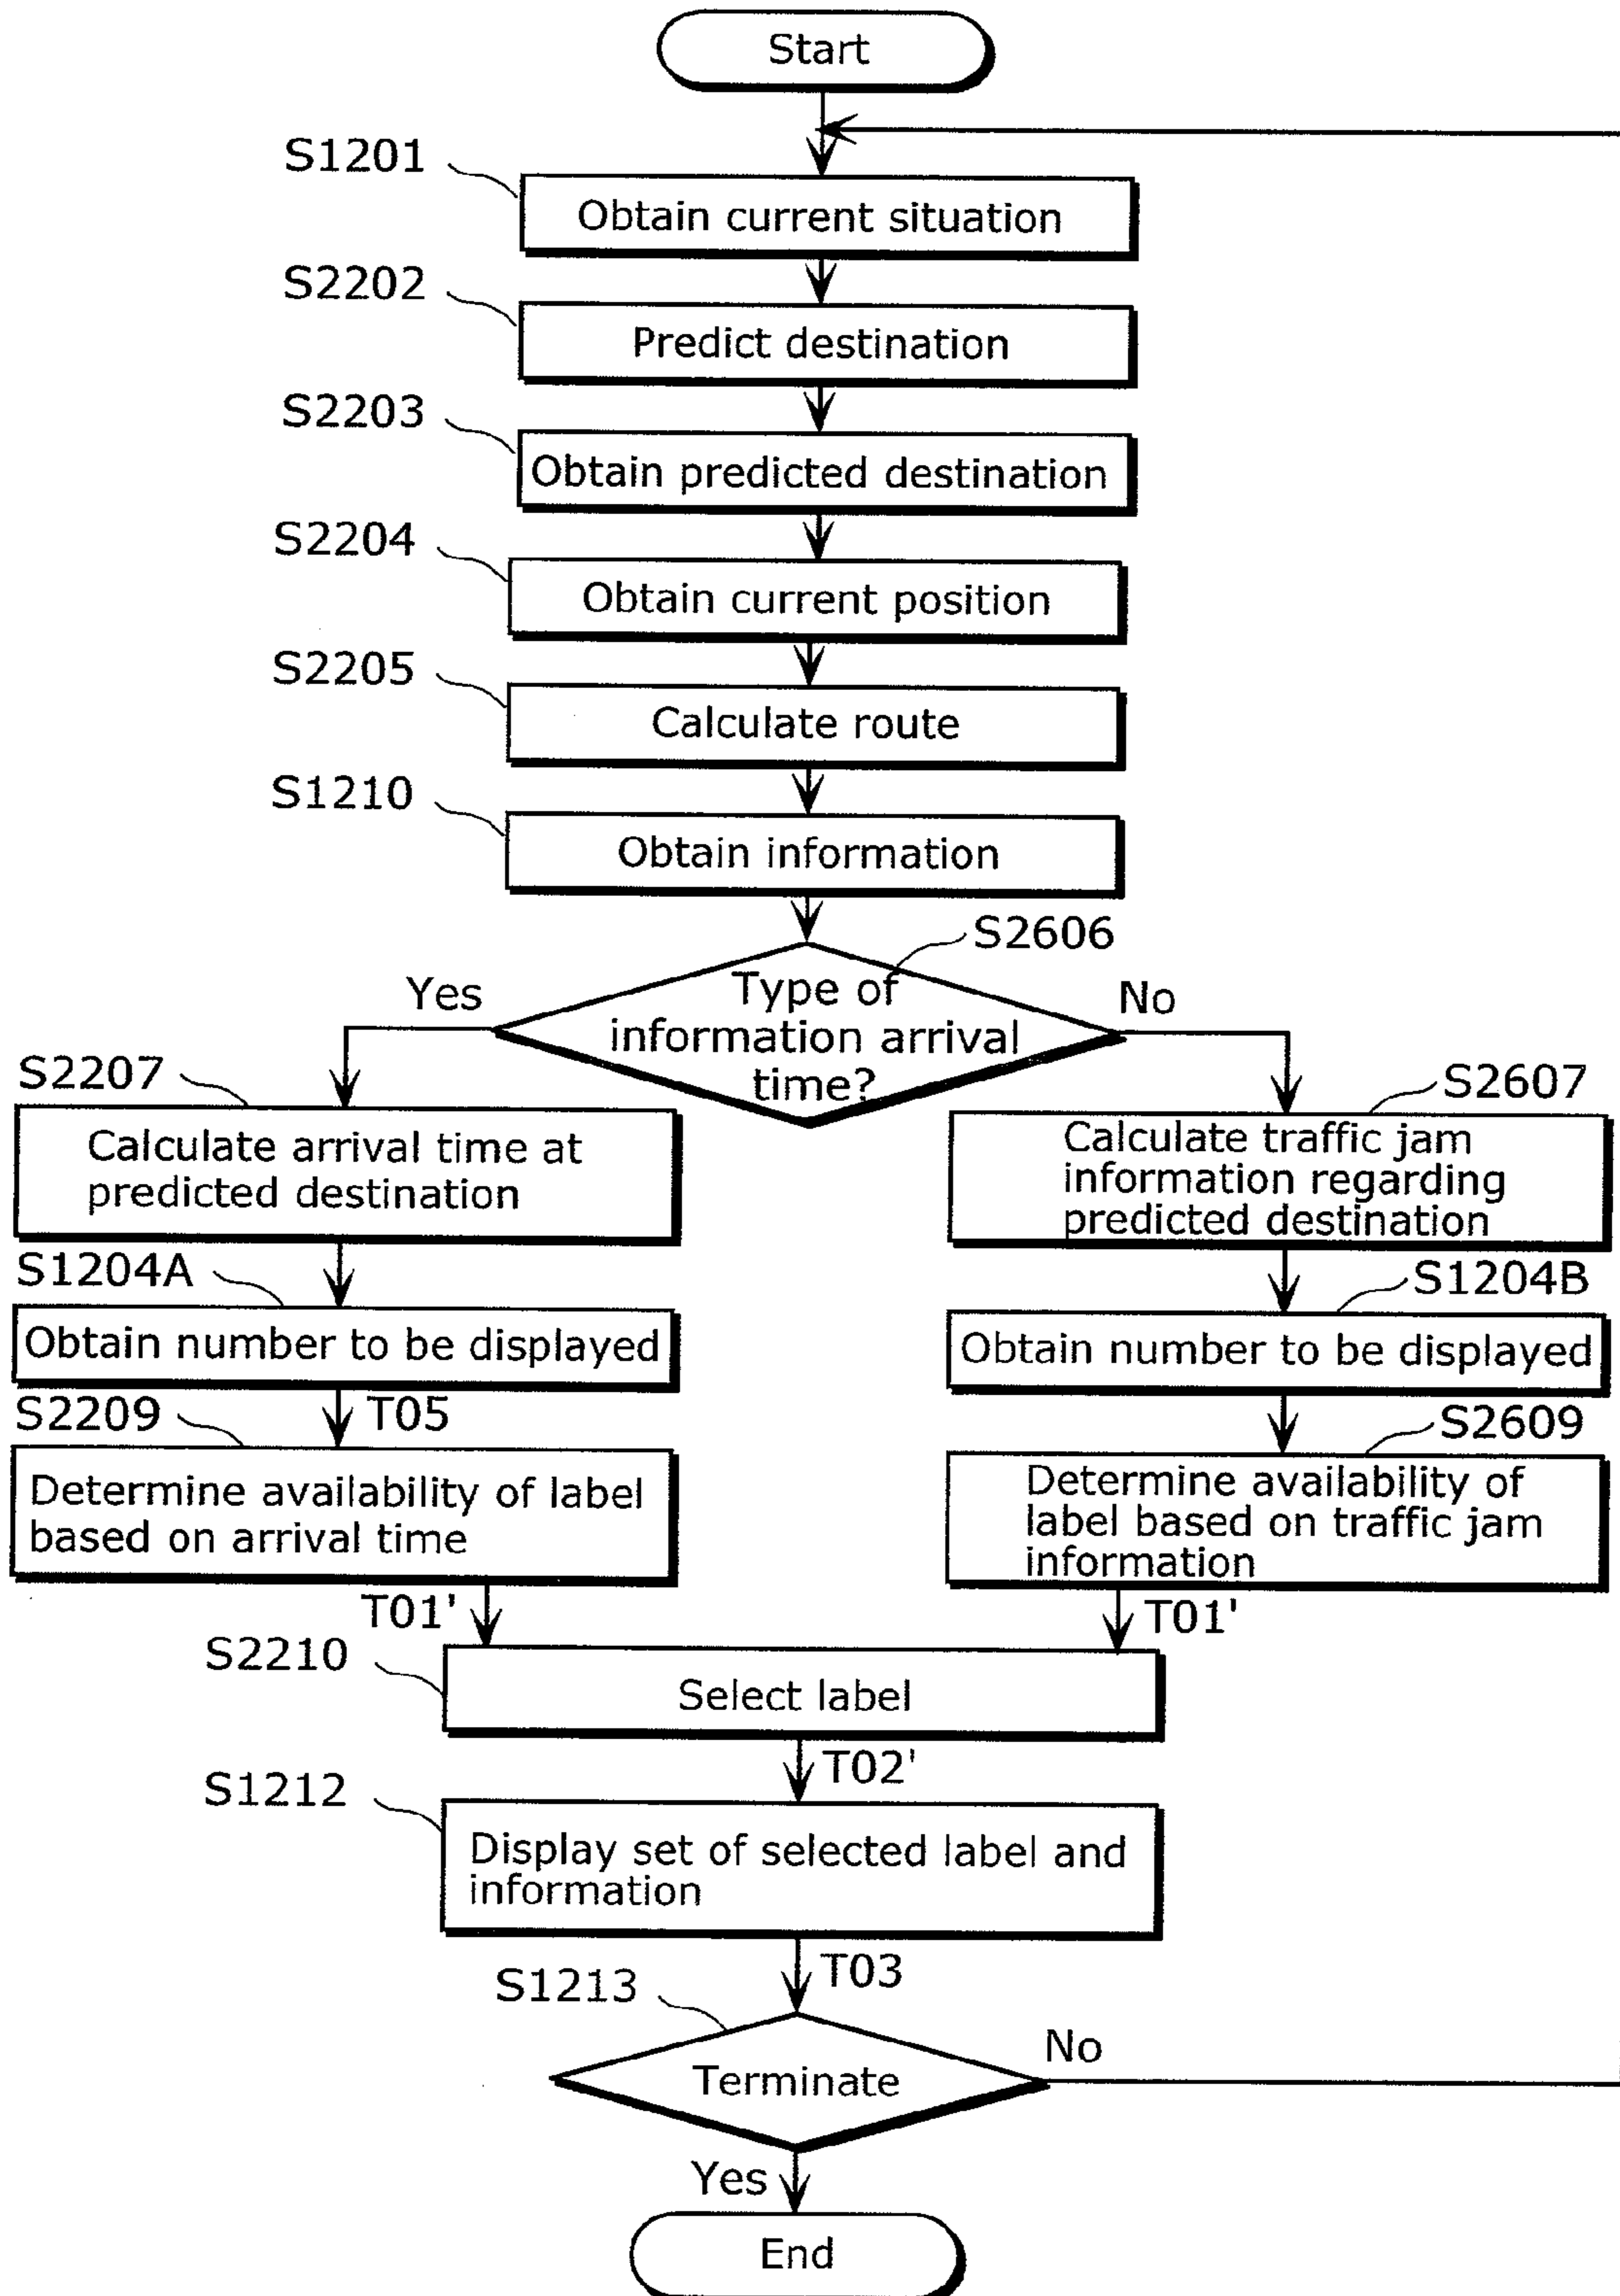 Start
S1201
Obtain current situation
S2202
Predict destination
S2203
Obtain predicted destination
S2204
Obtain current position
S2205
Calculate route
S1210
Obtain information
S2606
Type of
information arrival
time?
Yes
No
S2207
Calculate arrival time at
predicted destination
S2607
Calculate traffic jam
information regarding
predicted destination
S1204A
Obtain number to be displayed
S1204B
Obtain number to be displayed
T05
S2209
Determine availability of label
based on arrival time
S2609
Determine availability of
label based on traffic jam
information
T01'
T01'
S2210
Select label
T02'
S1212
Display set of selected label and
information
T03
S1213
Terminate
No
Yes
End